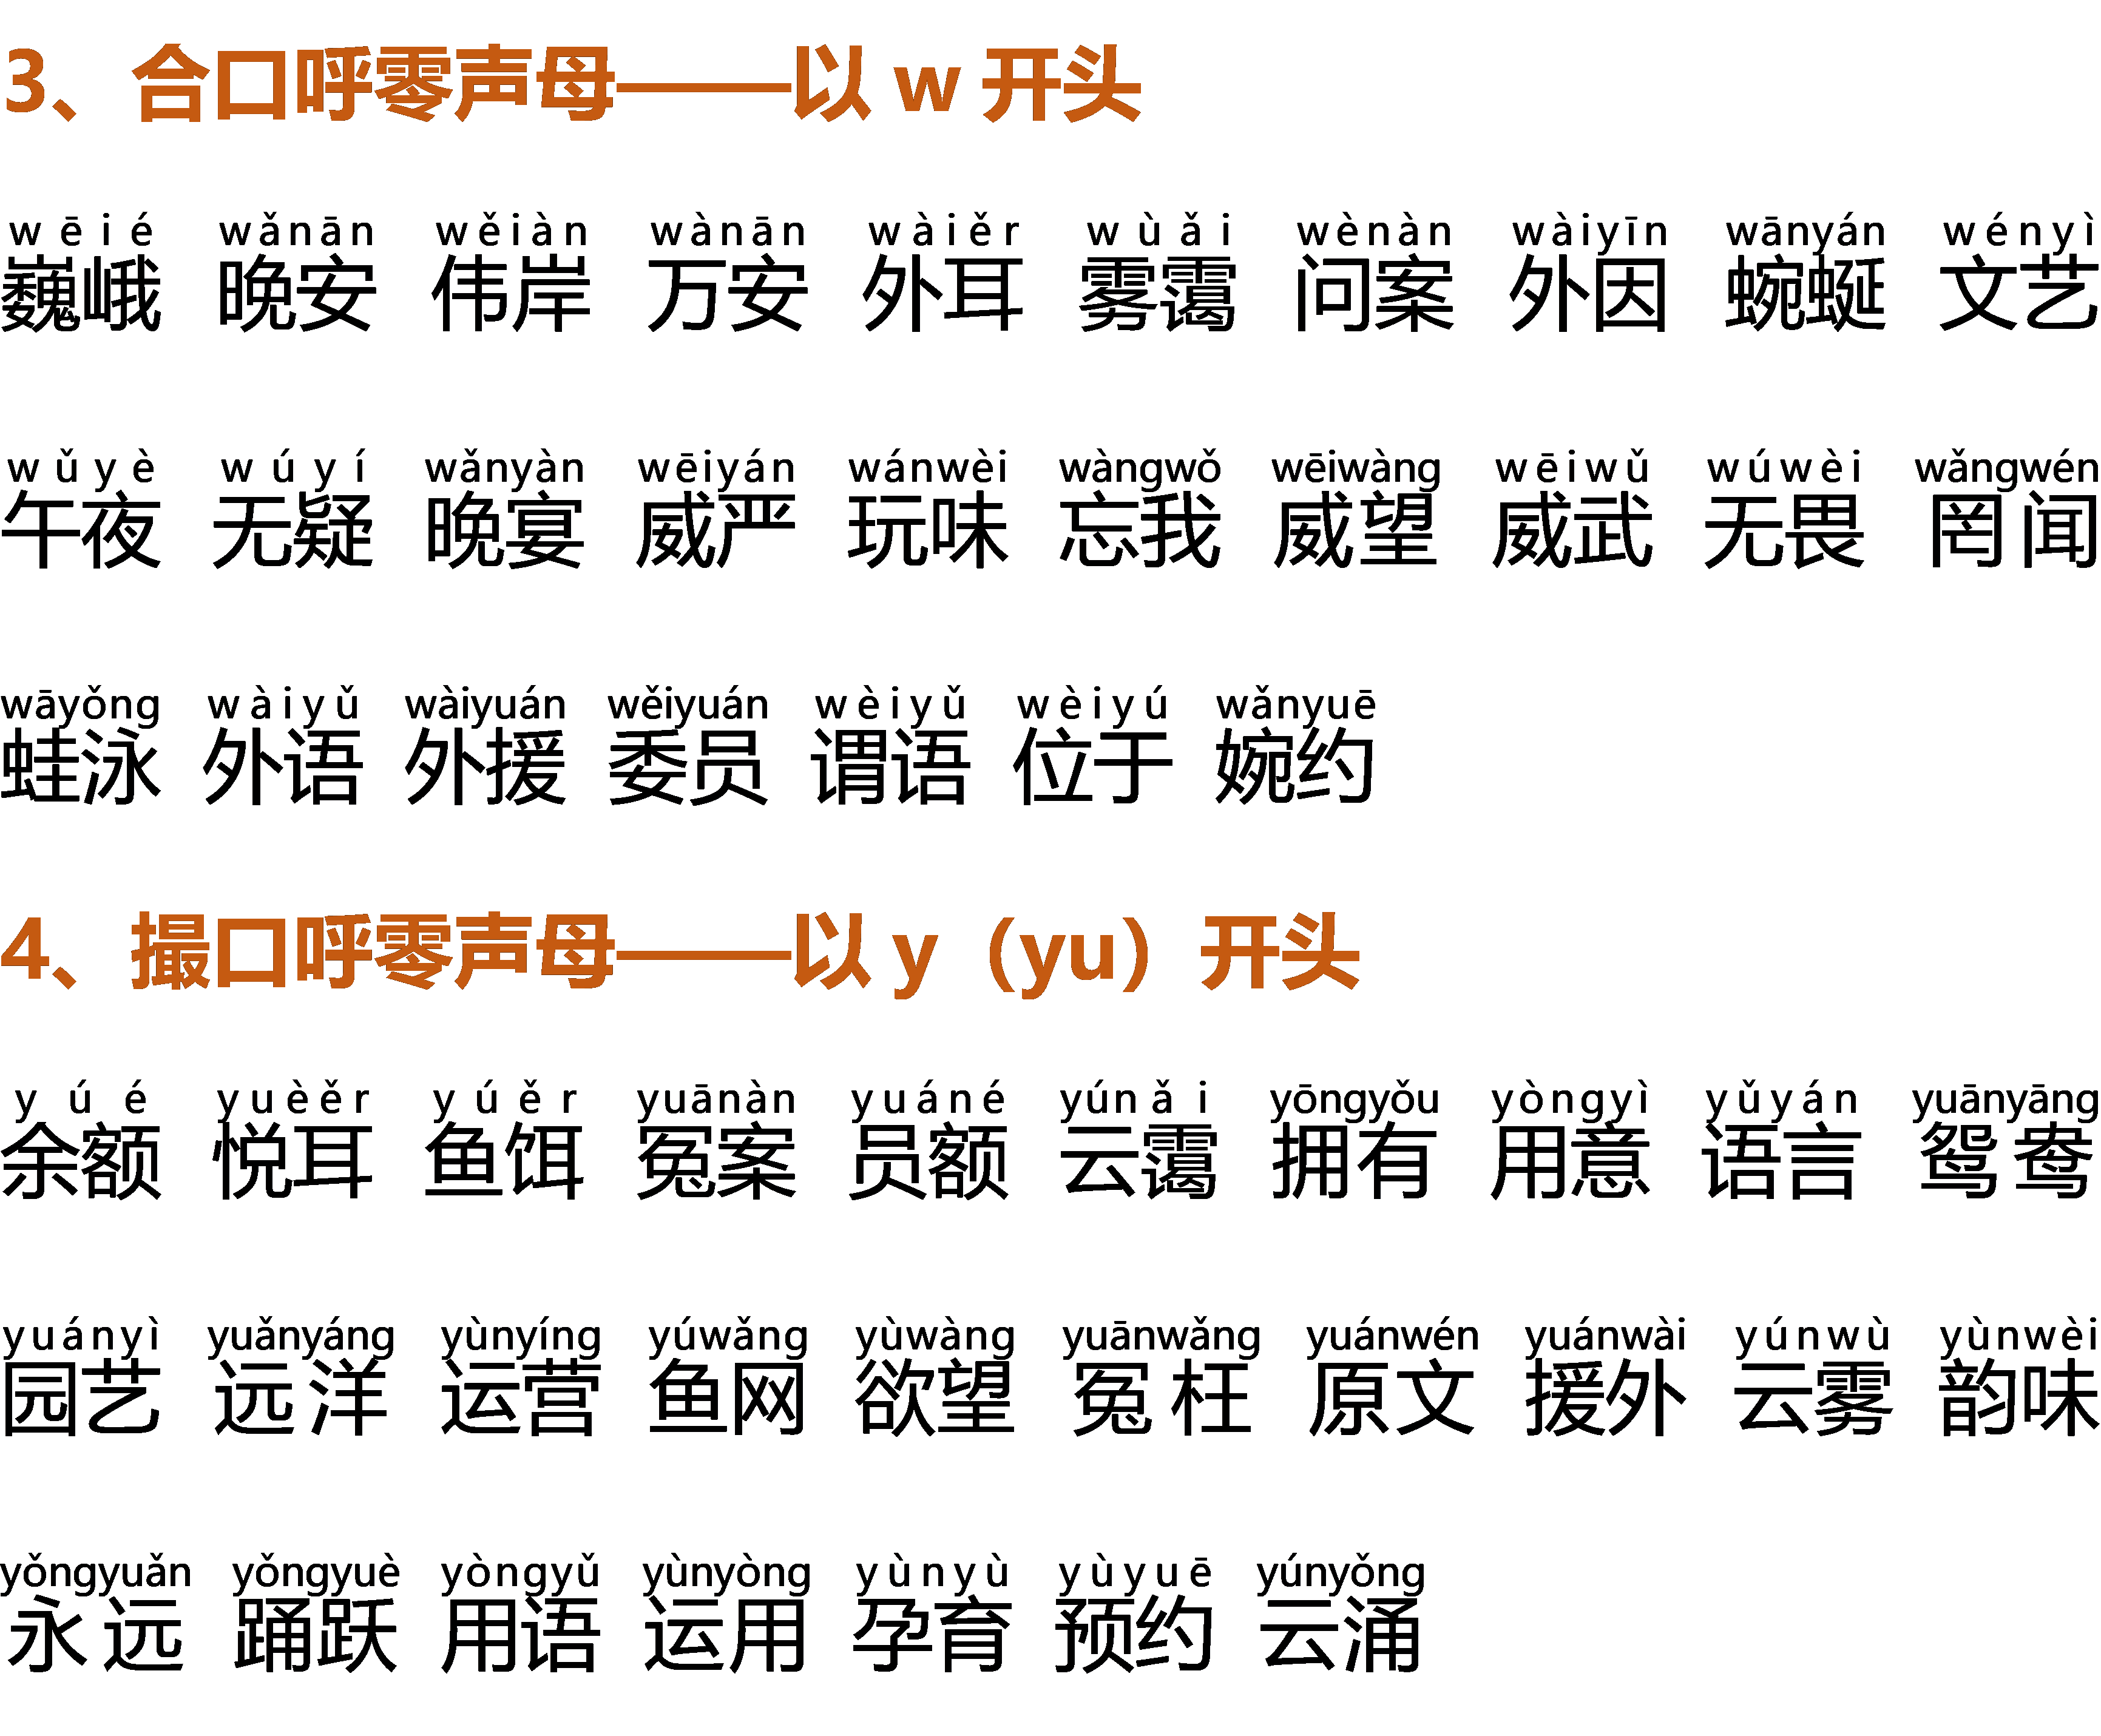 3、合口呼零声母——以 w 开头
wēié wǎnān wěiàn wànān wàiěr wùǎi wènàn wàiyīn wānyán wényì
巍峨 晚安 伟岸 万安 外耳 雾霭 问案 外因 蜿蜒 文艺
wǔyè wúyí wǎnyàn wēiyán wánwèi wàngwǒ wēiwàng wēiwǔ wúwèi wǎngwén
午夜 无疑 晚宴 威严 玩味 忘我 威望 威武 无畏 罔闻
wāyǒng wàiyǔ wàiyuán wěiyuán wèiyǔ wèiyú wǎnyuē
蛙泳 外语 外援 委员 谓语 位于 婉约
4、撮口呼零声母——以 y（yu）开头
yúé yuèěr yúěr yuānàn yuáné yúnǎi yōngyǒu yòngyì yǔyán yuānyāng
余额 悦耳 鱼饵 冤案 员额 云霭 拥有 用意 语言 鸳鸯
yuányì yuǎnyáng yùnyíng yúwǎng yùwàng yuānwǎng yuánwén yuánwài yúnwù yùnwèi
园艺 远洋 运营 鱼网 欲望 冤枉 原文 援外 云雾 韵味
yǒngyuǎn yǒngyuè yòngyǔ yùnyòng yùnyù yùyuē yúnyǒng
永远 踊跃 用语 运用 孕育 预约 云涌